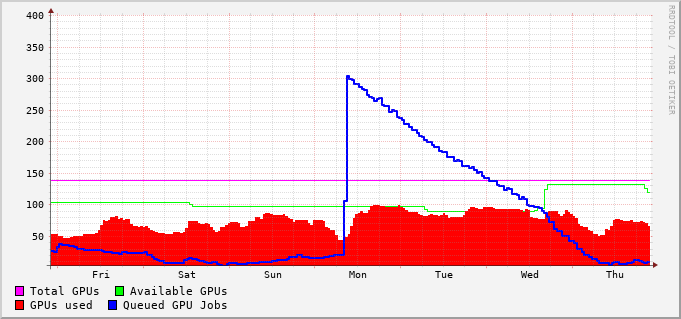 400
350
300
250
200
150
100
50
Fri Sat Sun Mon Tue Wed Thu
Total GPUs Available GPUs
GPUs used Queued GPU Jobs
RRDTOOL / TOBI OETIKER